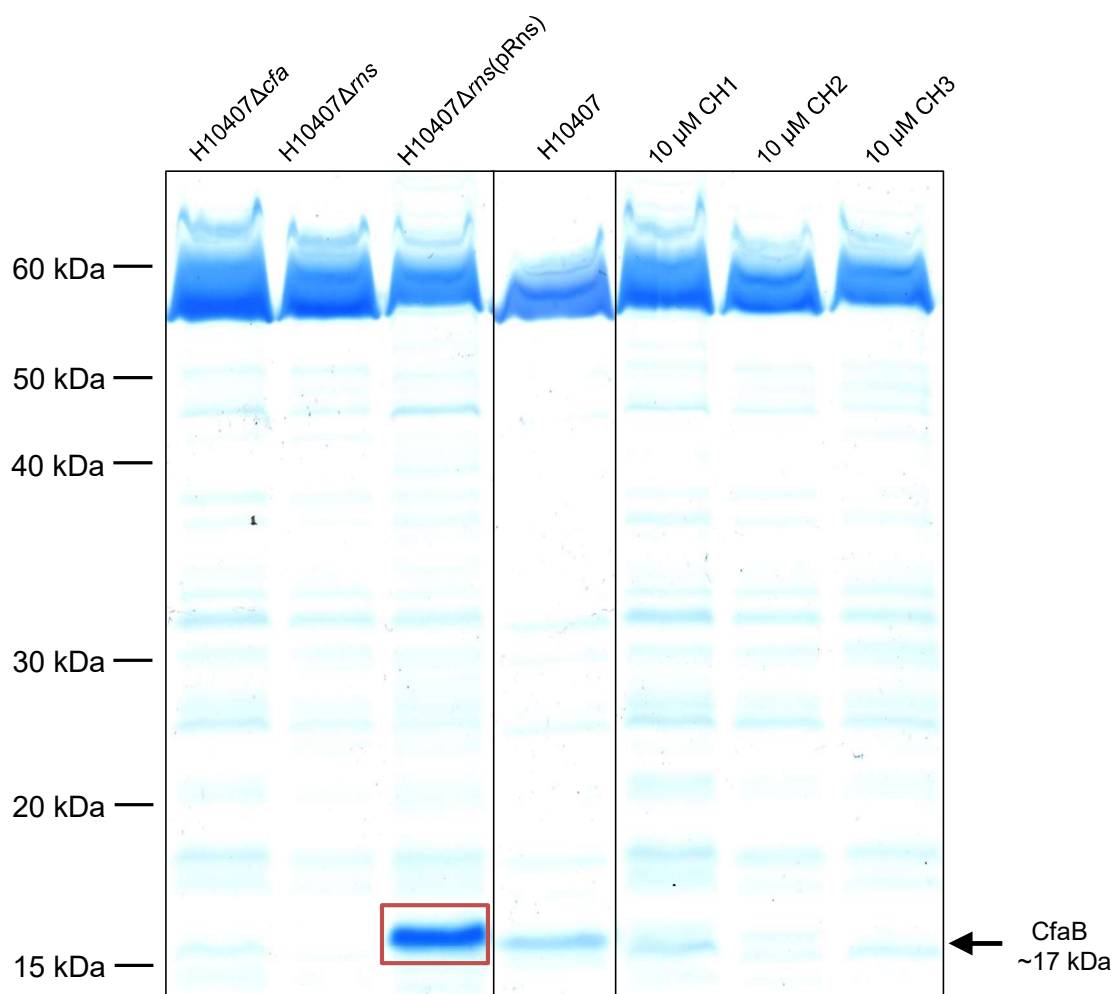 H10407Δcfa
H10407Δrns
H10407Δrns(pRns)
H10407
10 µM CH1
10 µM CH2
10 µM CH3
60 kDa
50 kDa
40 kDa
30 kDa
20 kDa
15 kDa
CfaB
~17 kDa